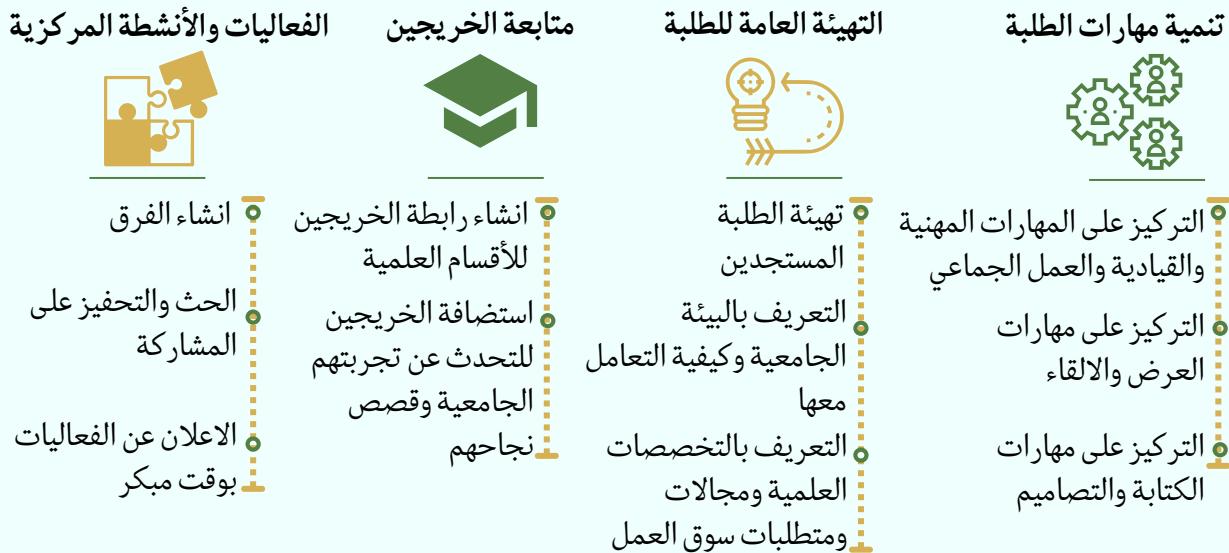 تنمية مهارات الطلبة
التركيز على المهارات المهنية
والقيادية والعمل الجماعي
التركيز على مهارات
العرض والالقاء
التركيز على مهارات
الكتابة والتصاميم
التهيئة العامة للطلبة
تهيئة الطلبة
المستجدين
التعريف بالبيئة
الجامعية وكيفية التعامل
معها
التعريف بالتخصصات
العلمية ومجالات
ومتطلبات سوق العمل
متابعة الخريجين
انشاء رابطة الخريجين
للأقسام العلمية
استضافة الخريجين
للتحدث عن تجربتهم
الجامعية وقصص
نجاحهم
الفعاليات والأنشطة المركزية
انشاء الفرق
الحث والتحفيز على
المشاركة
الاعلان عن الفعاليات
بوقت مبكر